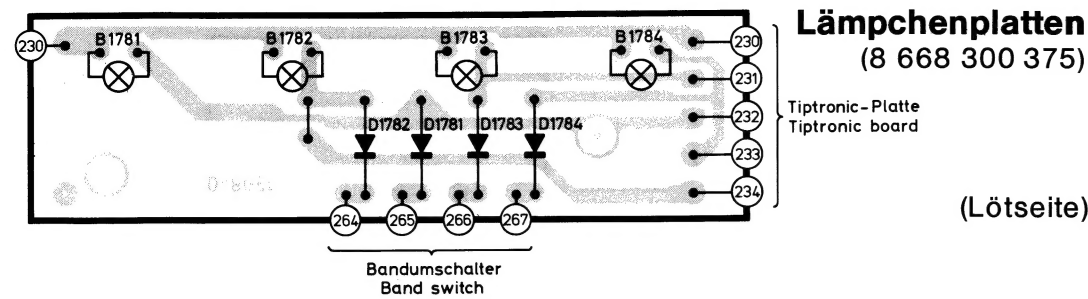 Lämpchenplatten
(8 668 300 375)
230
B1781
B1782
B1783
B1784
230
231
232
233
234
Tiptronic-Platte
Tiptronic board
D1782
D1781
D1783
D1784
264
265
266
267
(Lötseite)
Bandumschalter
Band switch